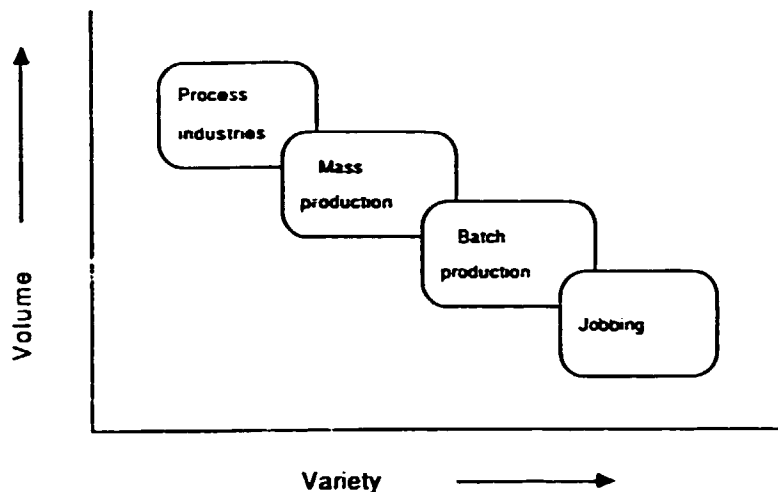 Process
industries
Mass
production
Batch
production
Jobbing
Volume
Variety